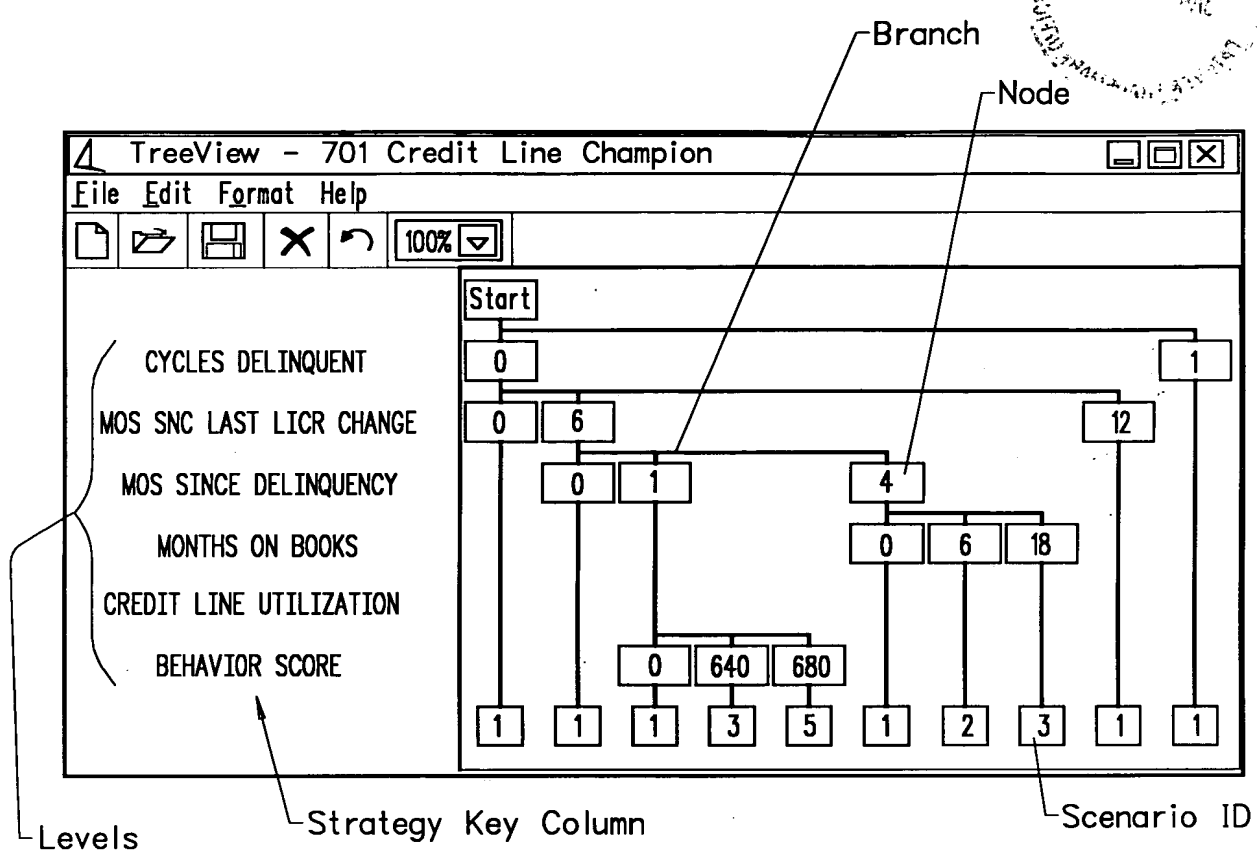 Branch
Node
TreeView - 701 Credit Line Champion
File Edit Format Help
100%
Start
CYCLES DELINQUENT 0 1
MOS SNC LAST LICR CHANGE 0 6 12
MOS SINCE DELINQUENCY 0 1 4
MONTHS ON BOOKS 0 6 18
CREDIT LINE UTILIZATION
BEHAVIOR SCORE 0 640 680
1 1 1 3 5 1 2 3 1 1
Levels
Strategy Key Column
Scenario ID